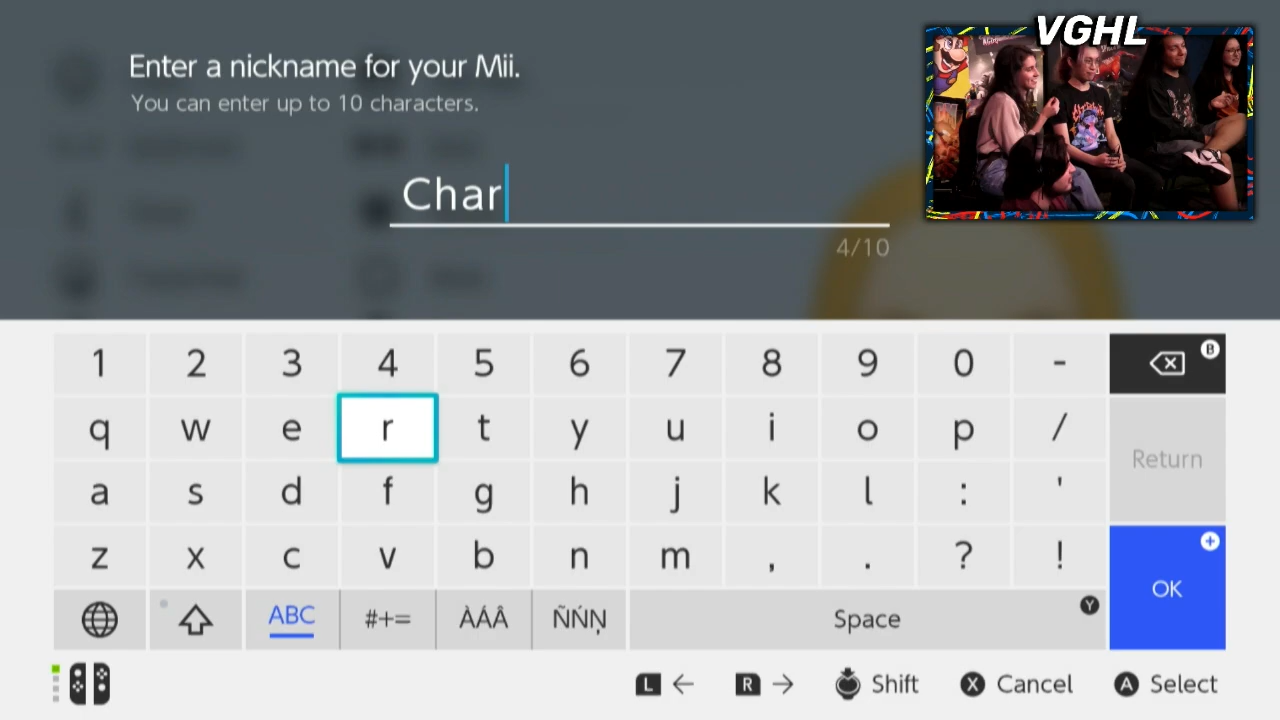 VGHL
Enter a nickname for your Mii.
You can enter up to 10 characters.
Char
4/10
1 2 3 4 5 6 7 8 9 0 - B
q w e r t y u i o p /
Return
a s d f g h j k l : '
z x c v b n m , . ? ! +
OK
ABC #+= ÀÁÂ ÑŃŅ Space Y
L ← R → Shift X Cancel A Select